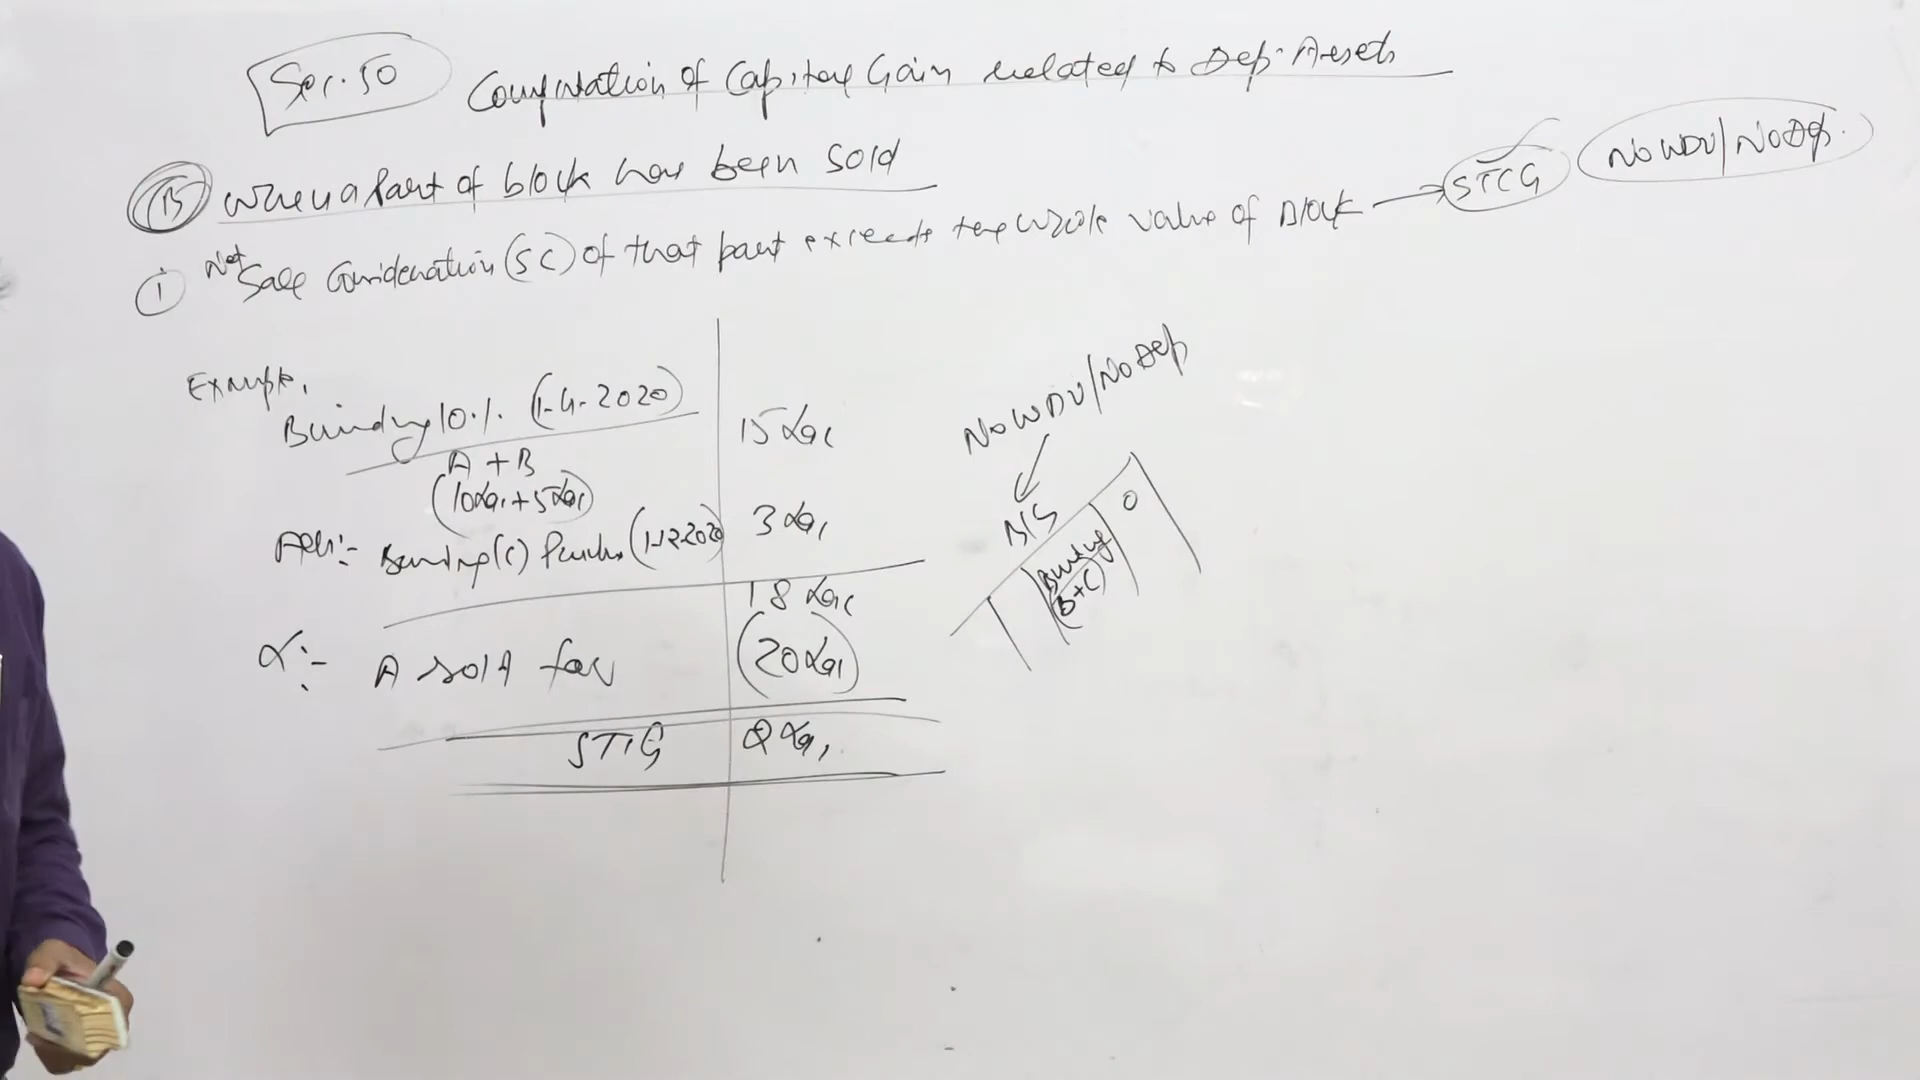 Sec. 50 Computation of Capital Gain related to Dep. Assets
(B) When a Part of block has been sold
(i) Net Sale Consideration (SC) of that part exceeds the whole value of Block → STCG No WDV/No Dep.
Example,
Building 10% (1-4-2020) 15 Lac
A + B
(10 Lac + 5 Lac)
Add:- Building (C) Purchase (1-12-2020) 3 Lac
18 Lac
L:- A sold for (20 Lac)
STCG 2 Lac
No WDV/No Dep
B/S
Building (B+C) 0